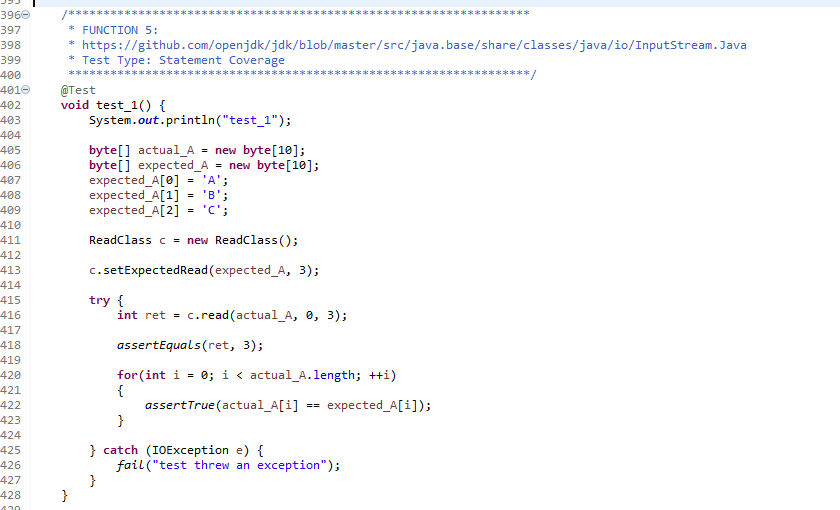 396 /******************************************************************
397  * FUNCTION 5:
398  * https://github.com/openjdk/jdk/blob/master/src/java.base/share/classes/java/io/InputStream.Java
399  * Test Type: Statement Coverage
400  ******************************************************************/
401 @Test
402 void test_1() {
403     System.out.println("test_1");
404
405     byte[] actual_A = new byte[10];
406     byte[] expected_A = new byte[10];
407     expected_A[0] = 'A';
408     expected_A[1] = 'B';
409     expected_A[2] = 'C';
410
411     ReadClass c = new ReadClass();
412
413     c.setExpectedRead(expected_A, 3);
414
415     try {
416         int ret = c.read(actual_A, 0, 3);
417
418         assertEquals(ret, 3);
419
420         for(int i = 0; i < actual_A.length; ++i)
421         {
422             assertTrue(actual_A[i] == expected_A[i]);
423         }
424
425     } catch (IOException e) {
426         fail("test threw an exception");
427     }
428 }